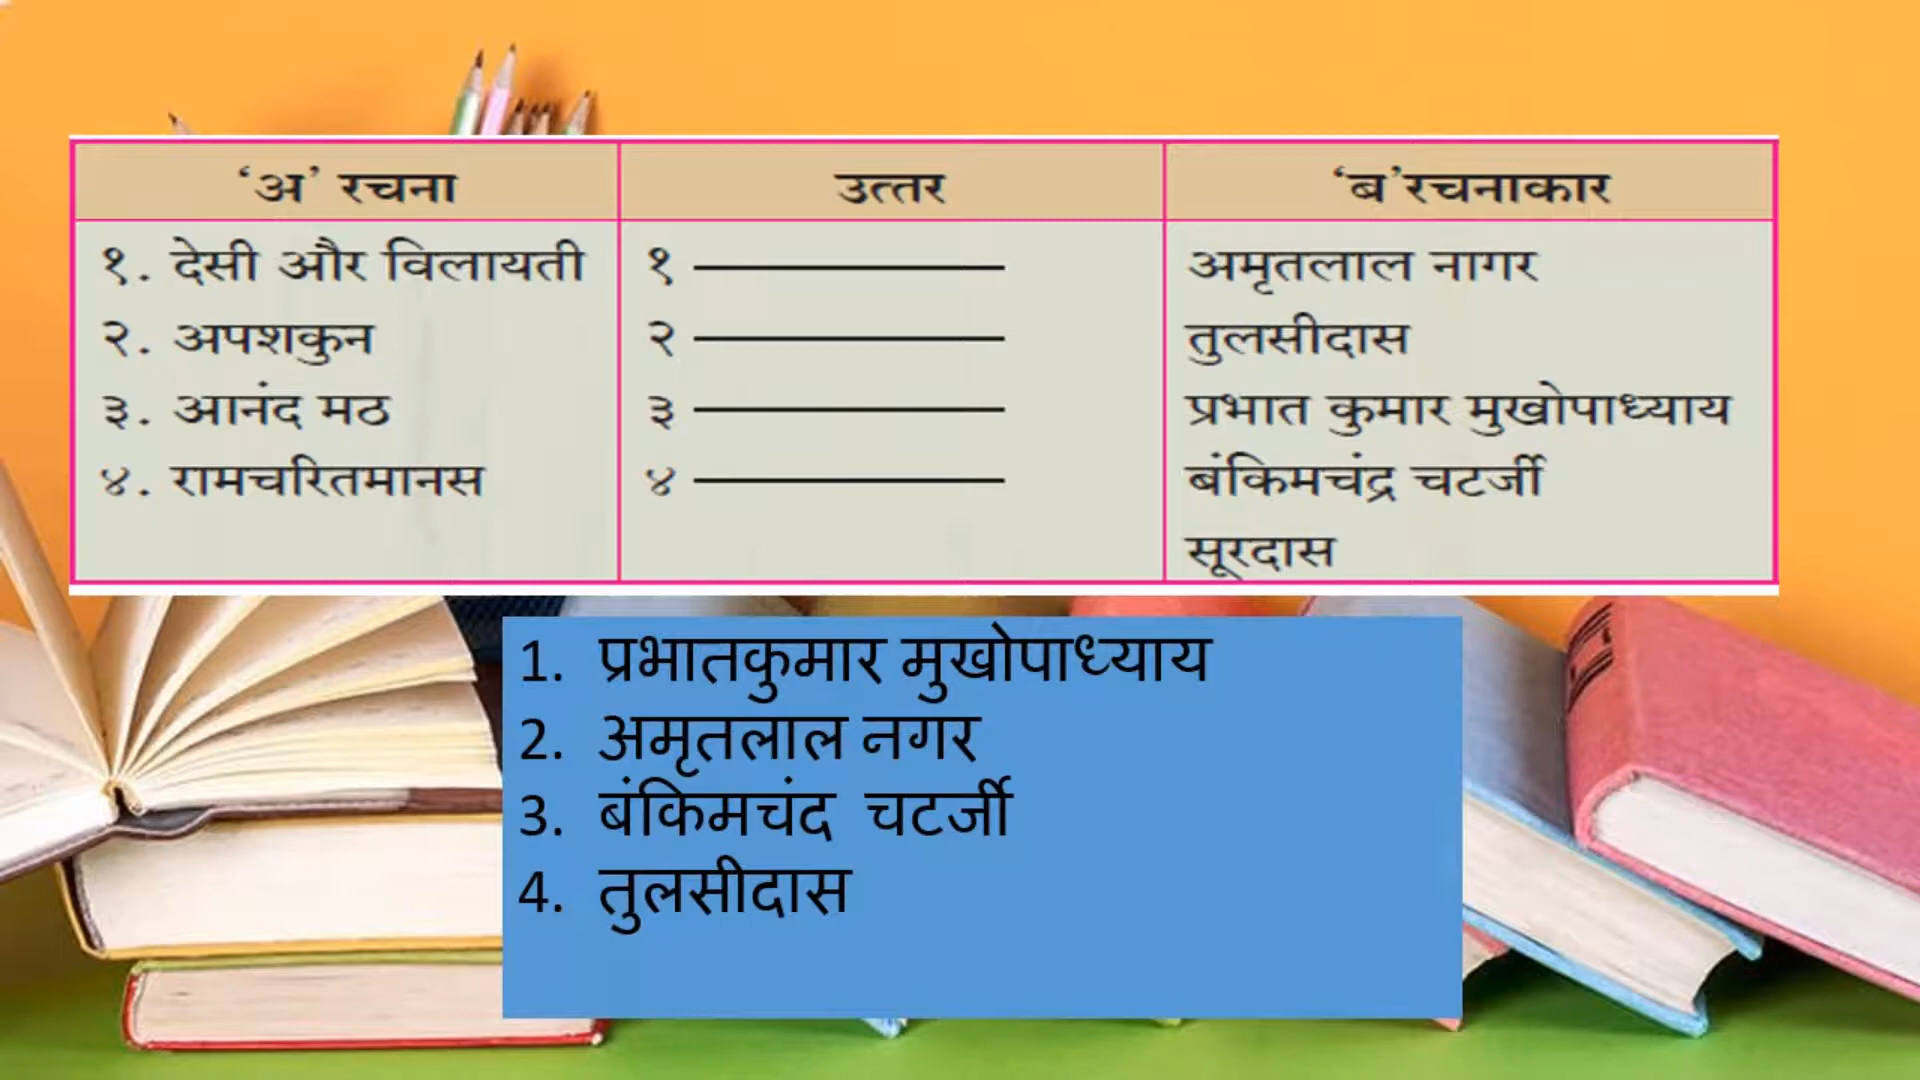 ‘अ’ रचना उत्तर ‘ब’रचनाकार
१. देसी और विलायती १ अमृतलाल नागर
२. अपशकुन २ तुलसीदास
३. आनंद मठ ३ प्रभात कुमार मुखोपाध्याय
४. रामचरितमानस ४ बंकिमचंद्र चटर्जी
सूरदास
1. प्रभातकुमार मुखोपाध्याय
2. अमृतलाल नगर
3. बंकिमचंद चटर्जी
4. तुलसीदास